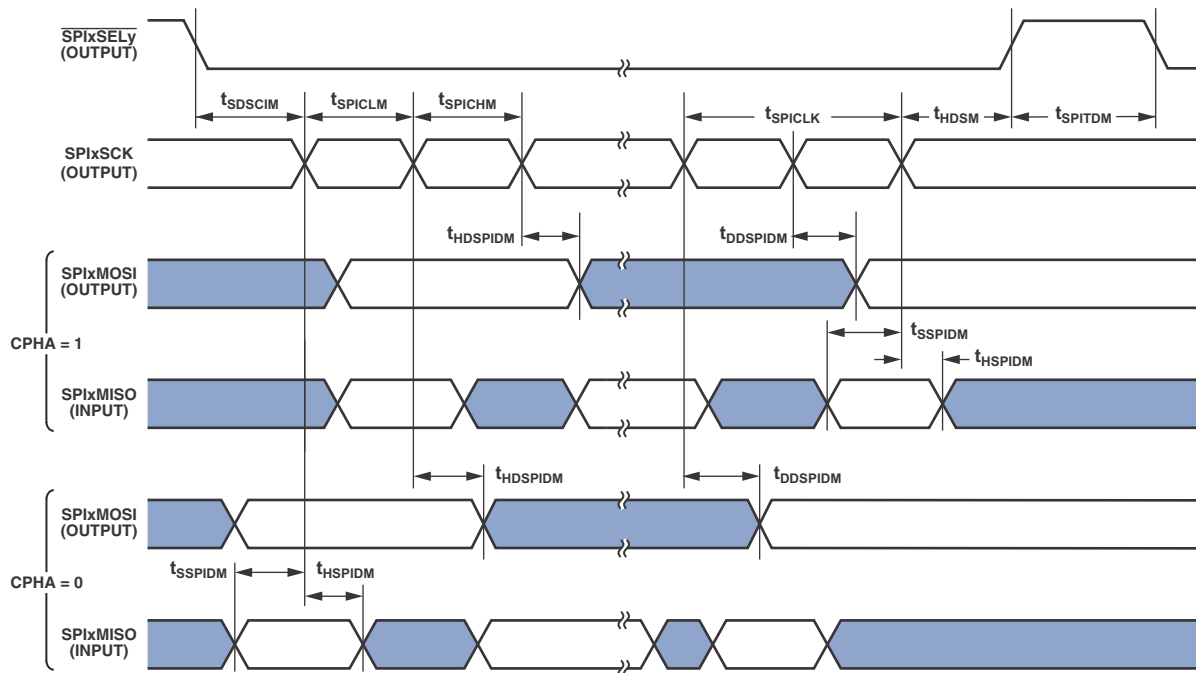 SPIxSELy
(OUTPUT)
tSDSCIM tSPICLM tSPICHM tSPICLK tHDSM tSPITDM
SPIxSCK
(OUTPUT)
tHDSPIDM tDDSPIDM
SPIxMOSI
(OUTPUT)
tSSPIDM
CPHA = 1
tHSPIDM
SPIxMISO
(INPUT)
tHDSPIDM tDDSPIDM
SPIxMOSI
(OUTPUT)
tSSPIDM tHSPIDM
CPHA = 0
SPIxMISO
(INPUT)